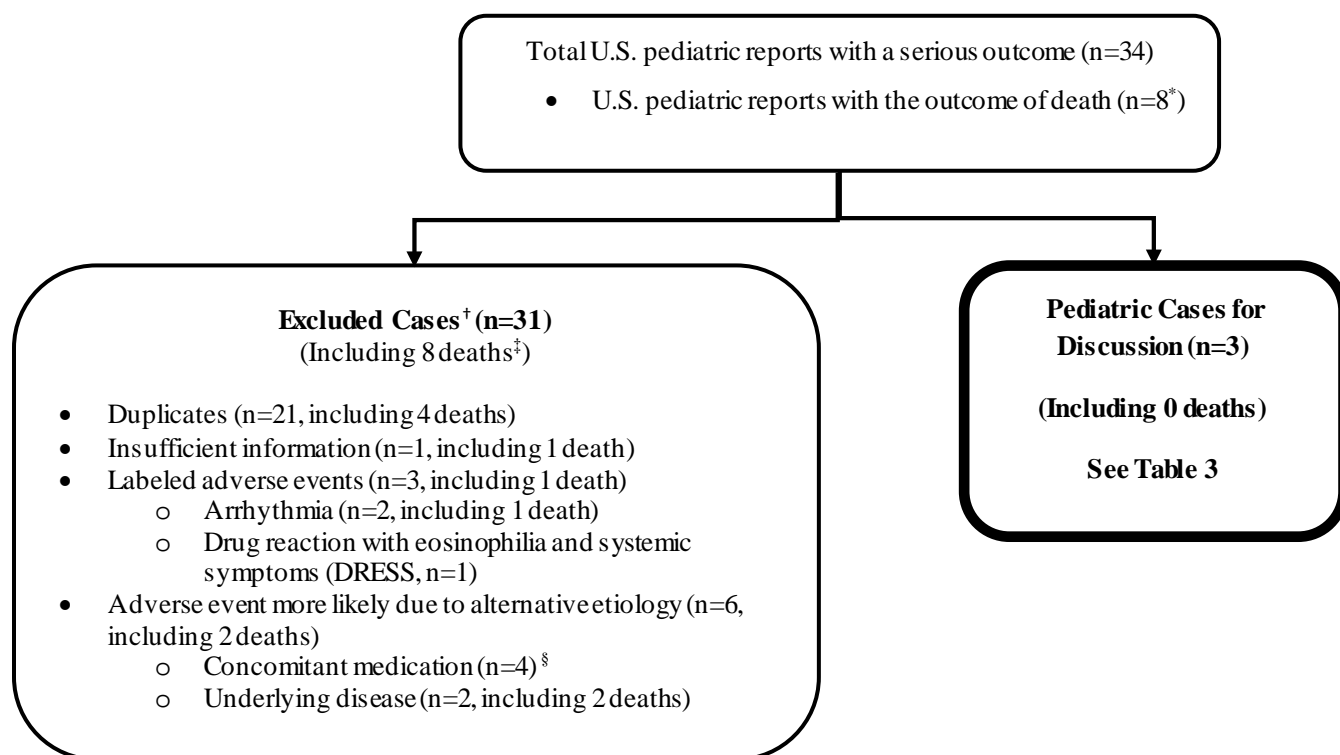 Total U.S. pediatric reports with a serious outcome (n=34)
• U.S. pediatric reports with the outcome of death (n=8*)
Excluded Cases† (n=31)
(Including 8 deaths‡)
• Duplicates (n=21, including 4 deaths)
• Insufficient information (n=1, including 1 death)
• Labeled adverse events (n=3, including 1 death)
o Arrhythmia (n=2, including 1 death)
o Drug reaction with eosinophilia and systemic
symptoms (DRESS, n=1)
• Adverse event more likely due to alternative etiology (n=6,
including 2 deaths)
o Concomitant medication (n=4)§
o Underlying disease (n=2, including 2 deaths)
Pediatric Cases for
Discussion (n=3)
(Including 0 deaths)
See Table 3